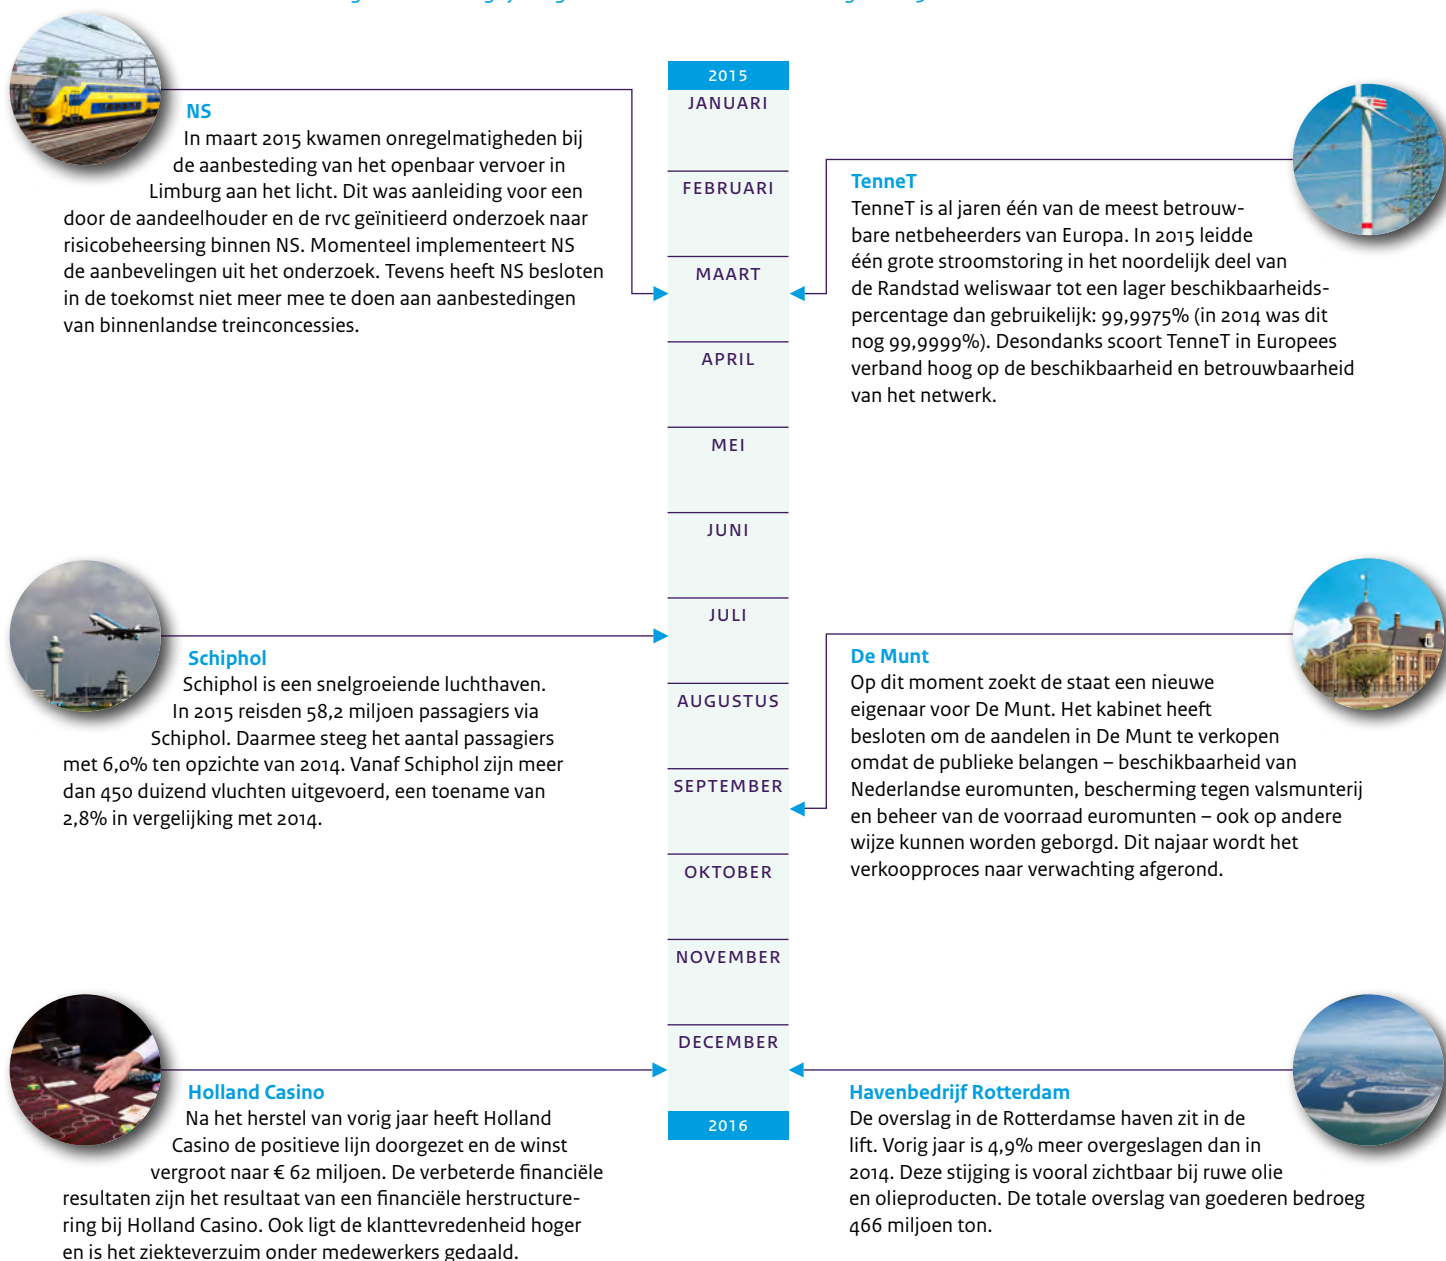 2015
JANUARI
FEBRUARI
MAART
APRIL
MEI
JUNI
JULI
AUGUSTUS
SEPTEMBER
OKTOBER
NOVEMBER
DECEMBER
2016
NS
In maart 2015 kwamen onregelmatigheden bij
de aanbesteding van het openbaar vervoer in
Limburg aan het licht. Dit was aanleiding voor een
door de aandeelhouder en de rvc geïnitieerd onderzoek naar
risicobeheersing binnen NS. Momenteel implementeert NS
de aanbevelingen uit het onderzoek. Tevens heeft NS besloten
in de toekomst niet meer mee te doen aan aanbestedingen
van binnenlandse treinconcessies.
TenneT
TenneT is al jaren één van de meest betrouw-
bare netbeheerders van Europa. In 2015 leidde
één grote stroomstoring in het noordelijk deel van
de Randstad weliswaar tot een lager beschikbaarheids-
percentage dan gebruikelijk: 99,9975% (in 2014 was dit
nog 99,9999%). Desondanks scoort TenneT in Europees
verband hoog op de beschikbaarheid en betrouwbaarheid
van het netwerk.
Schiphol
Schiphol is een snelgroeiende luchthaven.
In 2015 reisden 58,2 miljoen passagiers via
Schiphol. Daarmee steeg het aantal passagiers
met 6,0% ten opzichte van 2014. Vanaf Schiphol zijn meer
dan 450 duizend vluchten uitgevoerd, een toename van
2,8% in vergelijking met 2014.
De Munt
Op dit moment zoekt de staat een nieuwe
eigenaar voor De Munt. Het kabinet heeft
besloten om de aandelen in De Munt te verkopen
omdat de publieke belangen – beschikbaarheid van
Nederlandse euromunten, bescherming tegen valsmunterij
en beheer van de voorraad euromunten – ook op andere
wijze kunnen worden geborgd. Dit najaar wordt het
verkoopproces naar verwachting afgerond.
Holland Casino
Na het herstel van vorig jaar heeft Holland
Casino de positieve lijn doorgezet en de winst
vergroot naar € 62 miljoen. De verbeterde financiële
resultaten zijn het resultaat van een financiële herstructure-
ring bij Holland Casino. Ook ligt de klanttevredenheid hoger
en is het ziekteverzuim onder medewerkers gedaald.
Havenbedrijf Rotterdam
De overslag in de Rotterdamse haven zit in de
lift. Vorig jaar is 4,9% meer overgeslagen dan in
2014. Deze stijging is vooral zichtbaar bij ruwe olie
en olieproducten. De totale overslag van goederen bedroeg
466 miljoen ton.